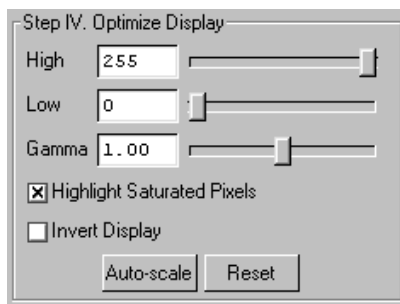 Step IV. Optimize Display
High 255
Low 0
Gamma 1.00
Highlight Saturated Pixels
Invert Display
Auto-scale Reset